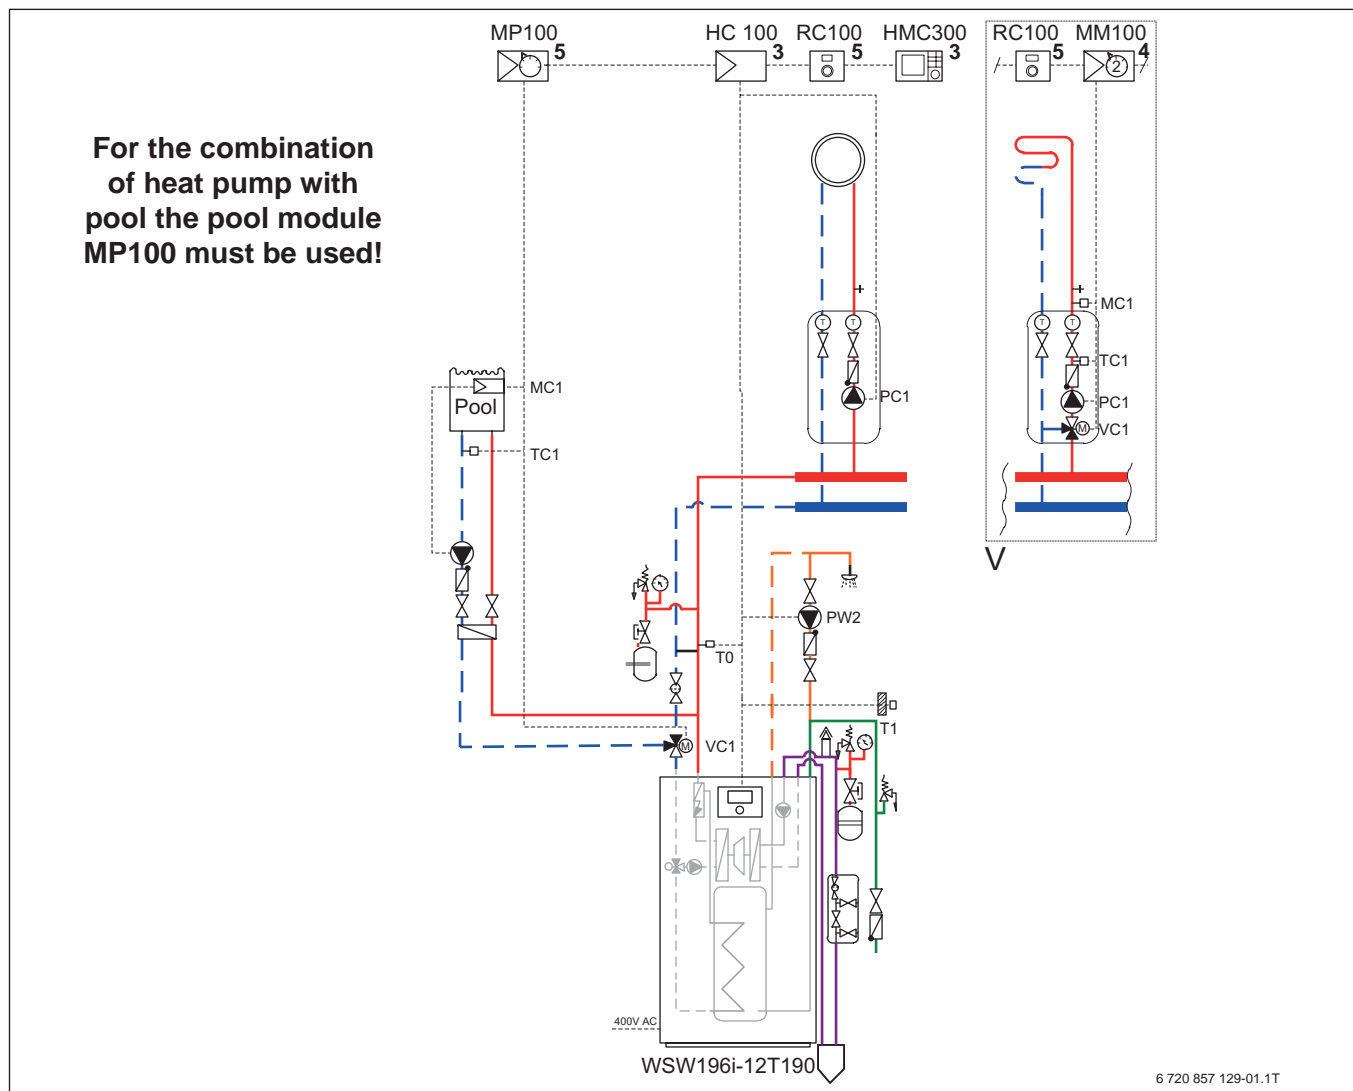 MP100 5
HC 100 3
RC100 5
HMC300 3
RC100 5
MM100 4
2
For the combination
of heat pump with
pool the pool module
MP100 must be used!
T T
T T
MC1
TC1
PC1
M VC1
PC1
MC1
Pool
TC1
V
PW2
T0
T1
M VC1
400V AC
WSW196i-12T190
6 720 857 129-01.1T